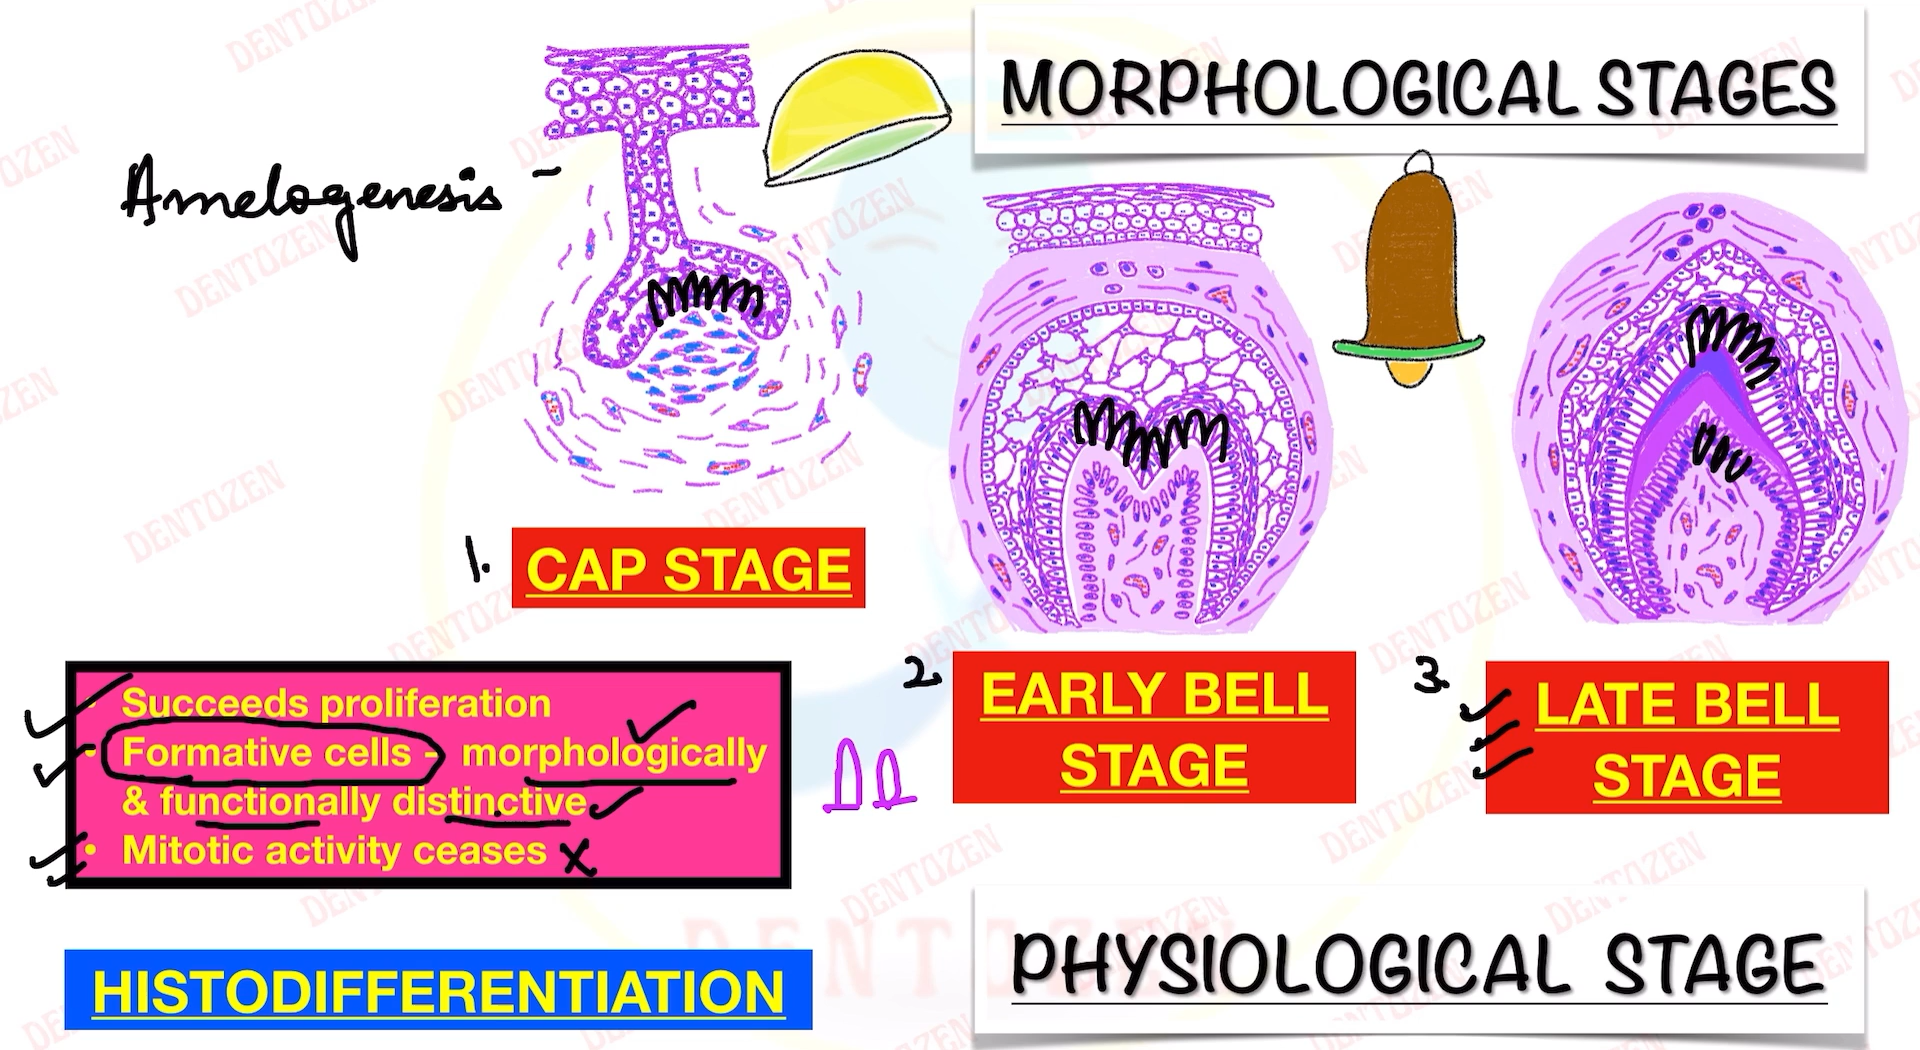 MORPHOLOGICAL STAGES
Amelogenesis -
1. CAP STAGE
2. EARLY BELL
STAGE
3. LATE BELL
STAGE
• Succeeds proliferation
• Formative cells - morphologically
& functionally distinctive
• Mitotic activity ceases x
HISTODIFFERENTIATION
PHYSIOLOGICAL STAGE
DENTOZEN